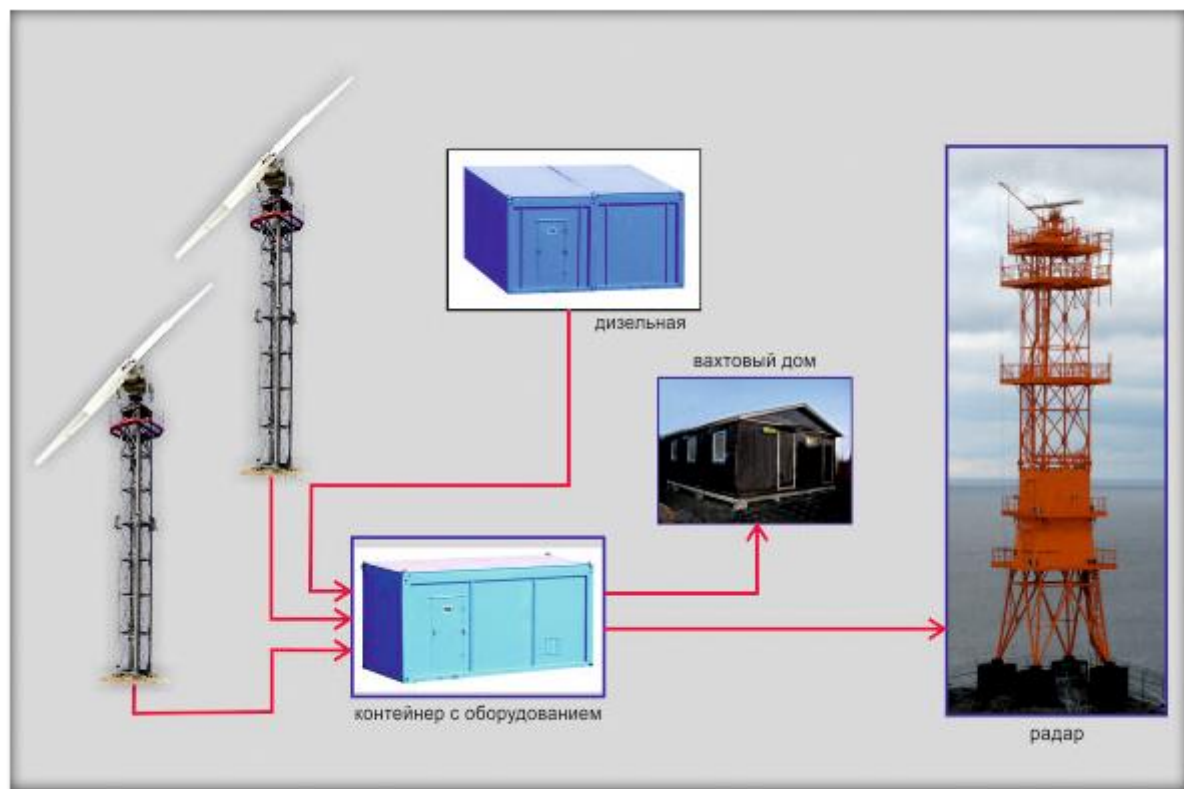 дизельная
вахтовый дом
контейнер с оборудованием
радар